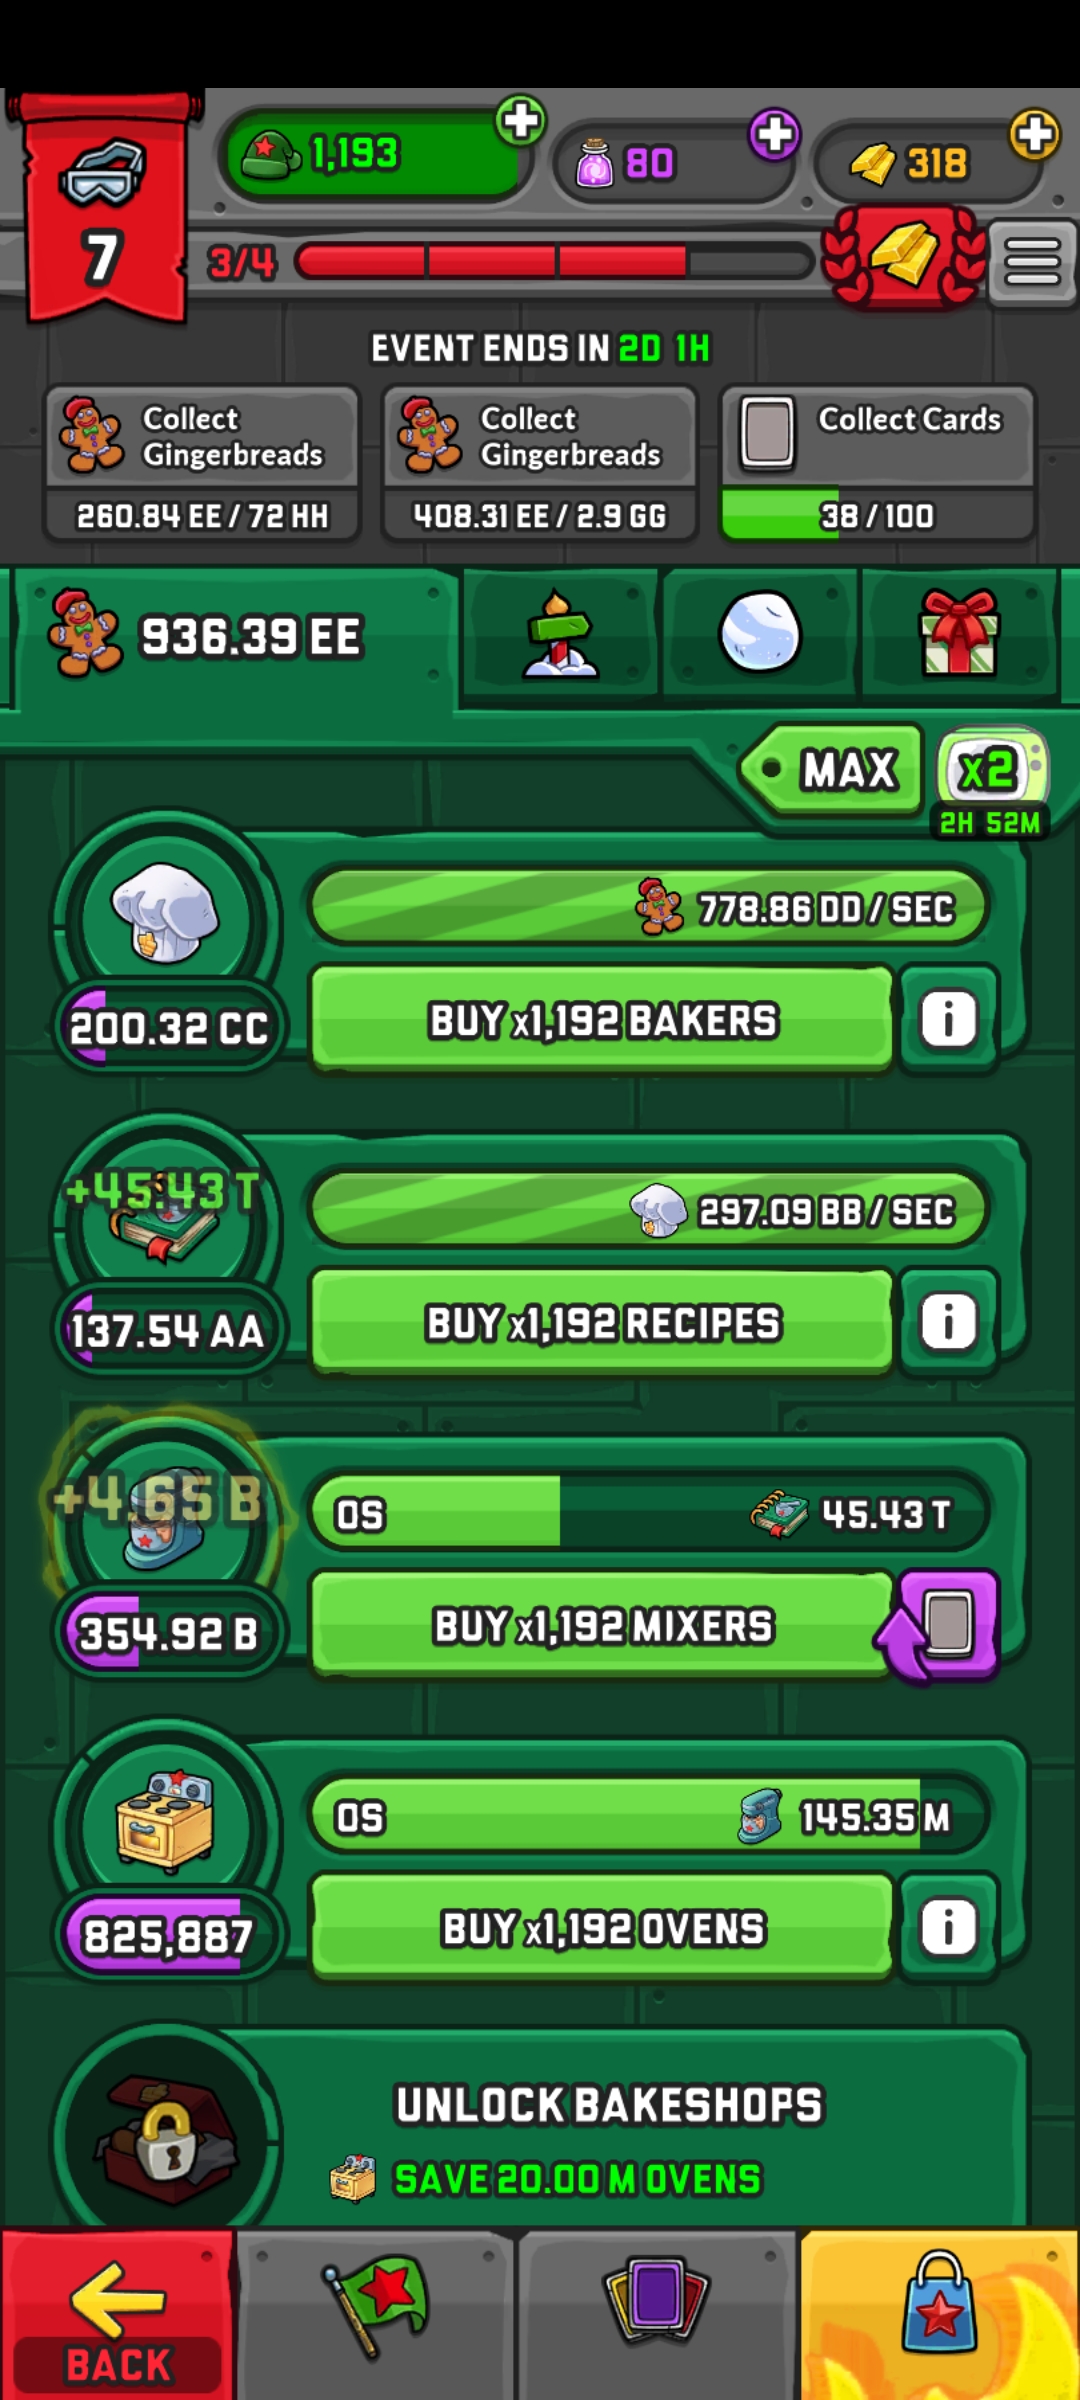 1,193
80
318
7
3/4
EVENT ENDS IN 2D 1H
Collect
Gingerbreads
260.84 EE / 72 HH
Collect
Gingerbreads
408.31 EE / 2.9 GG
Collect Cards
38 / 100
936.39 EE
MAX
x2
2H 52M
778.86 DD / SEC
200.32 CC
BUY x1,192 BAKERS
i
+45.43 T
297.09 BB / SEC
137.54 AA
BUY x1,192 RECIPES
i
+4.65 B
0S
45.43 T
354.92 B
BUY x1,192 MIXERS
0S
145.35 M
825,887
BUY x1,192 OVENS
i
UNLOCK BAKESHOPS
SAVE 20.00 M OVENS
BACK